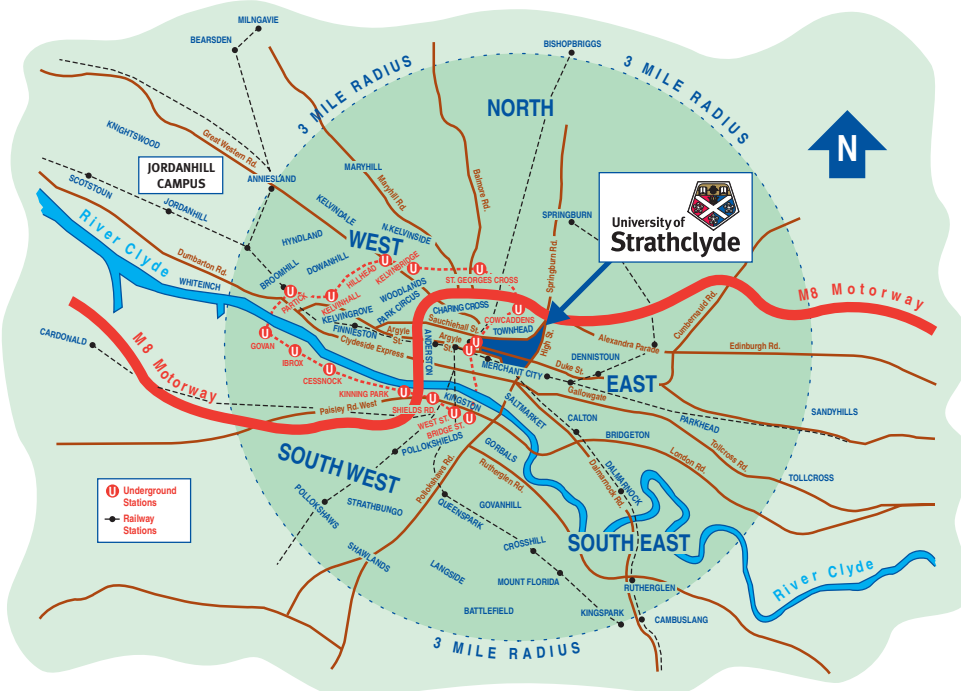 MILNGAVIE
BEARSDEN
BISHOPBRIGGS
3 MILE RADIUS
3 MILE RADIUS
NORTH
KNIGHTSWOOD
Great Western Rd.
N
JORDANHILL
CAMPUS
MARYHILL
ANNIESLAND
Maryhill Rd.
Balmore Rd.
SCOTSTOUN
JORDANHILL
KELVINDALE
SPRINGBURN
University of
Strathclyde
N.KELVINSIDE
HYNDLAND
WEST
River Clyde
Dumbarton Rd.
DOWANHILL
BROOMHILL
HILLHEAD
KELVINBRIDGE
Springburn Rd.
ST. GEORGES CROSS
WHITEINCH
PARTICK
KELVINHALL
WOODLANDS
PARK CIRCUS
KELVINGROVE
CHARING CROSS
COWCADDENS
M8 Motorway
Cumbernauld Rd.
CARDONALD
M8 Motorway
FINNIESTON
Sauchiehall St.
TOWNHEAD
Argyle
St.
Argyle
St.
Clydeside Express
ANDERSTON
High St.
Alexandra Parade
Edinburgh Rd.
GOVAN
IBROX
CESSNOCK
MERCHANT CITY
Duke St.
DENNISTOUN
EAST
Gallowgate
KINNING PARK
Paisley Rd. West
SHIELDS RD.
KINGSTON
SALTMARKET
WEST ST.
BRIDGE ST.
CALTON
PARKHEAD
SANDYHILLS
POLLOKSHIELDS
GORBALS
BRIDGETON
London Rd.
Tollcross Rd.
SOUTH WEST
Pollokshaws Rd.
Rutherglen Rd.
Dalmarnock Rd.
DALMARNOCK
TOLLCROSS
U
Underground
Stations
Railway
Stations
POLLOKSHAWS
STRATHBUNGO
QUEENSPARK
GOVANHILL
CROSSHILL
SOUTH EAST
SHAWLANDS
LANGSIDE
MOUNT FLORIDA
RUTHERGLEN
River Clyde
BATTLEFIELD
KINGSPARK
CAMBUSLANG
3 MILE RADIUS